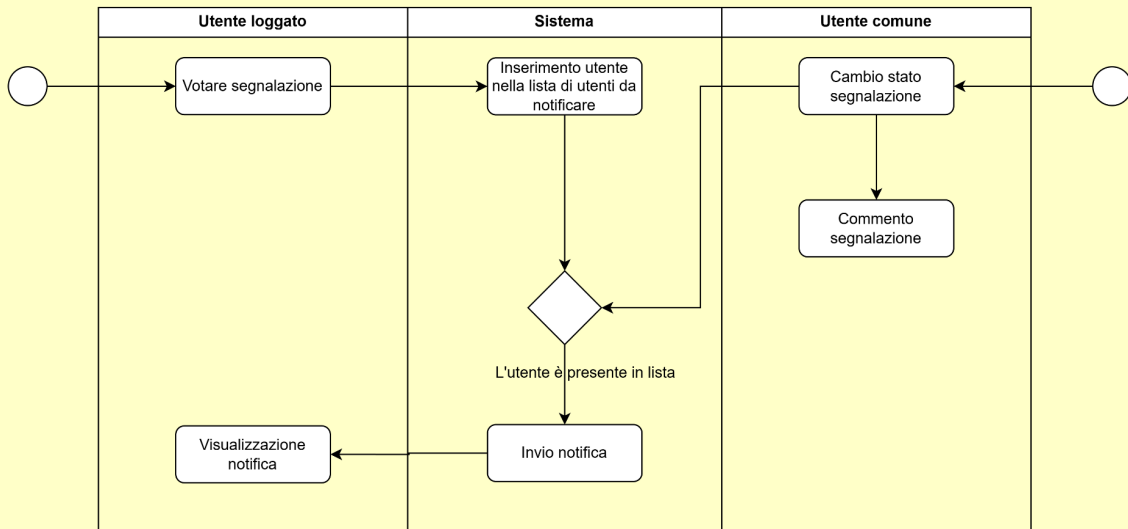 Utente loggato
Sistema
Utente comune
Votare segnalazione
Inserimento utente
nella lista di utenti da
notificare
Cambio stato
segnalazione
Commento
segnalazione
L'utente è presente in lista
Visualizzazione
notifica
Invio notifica